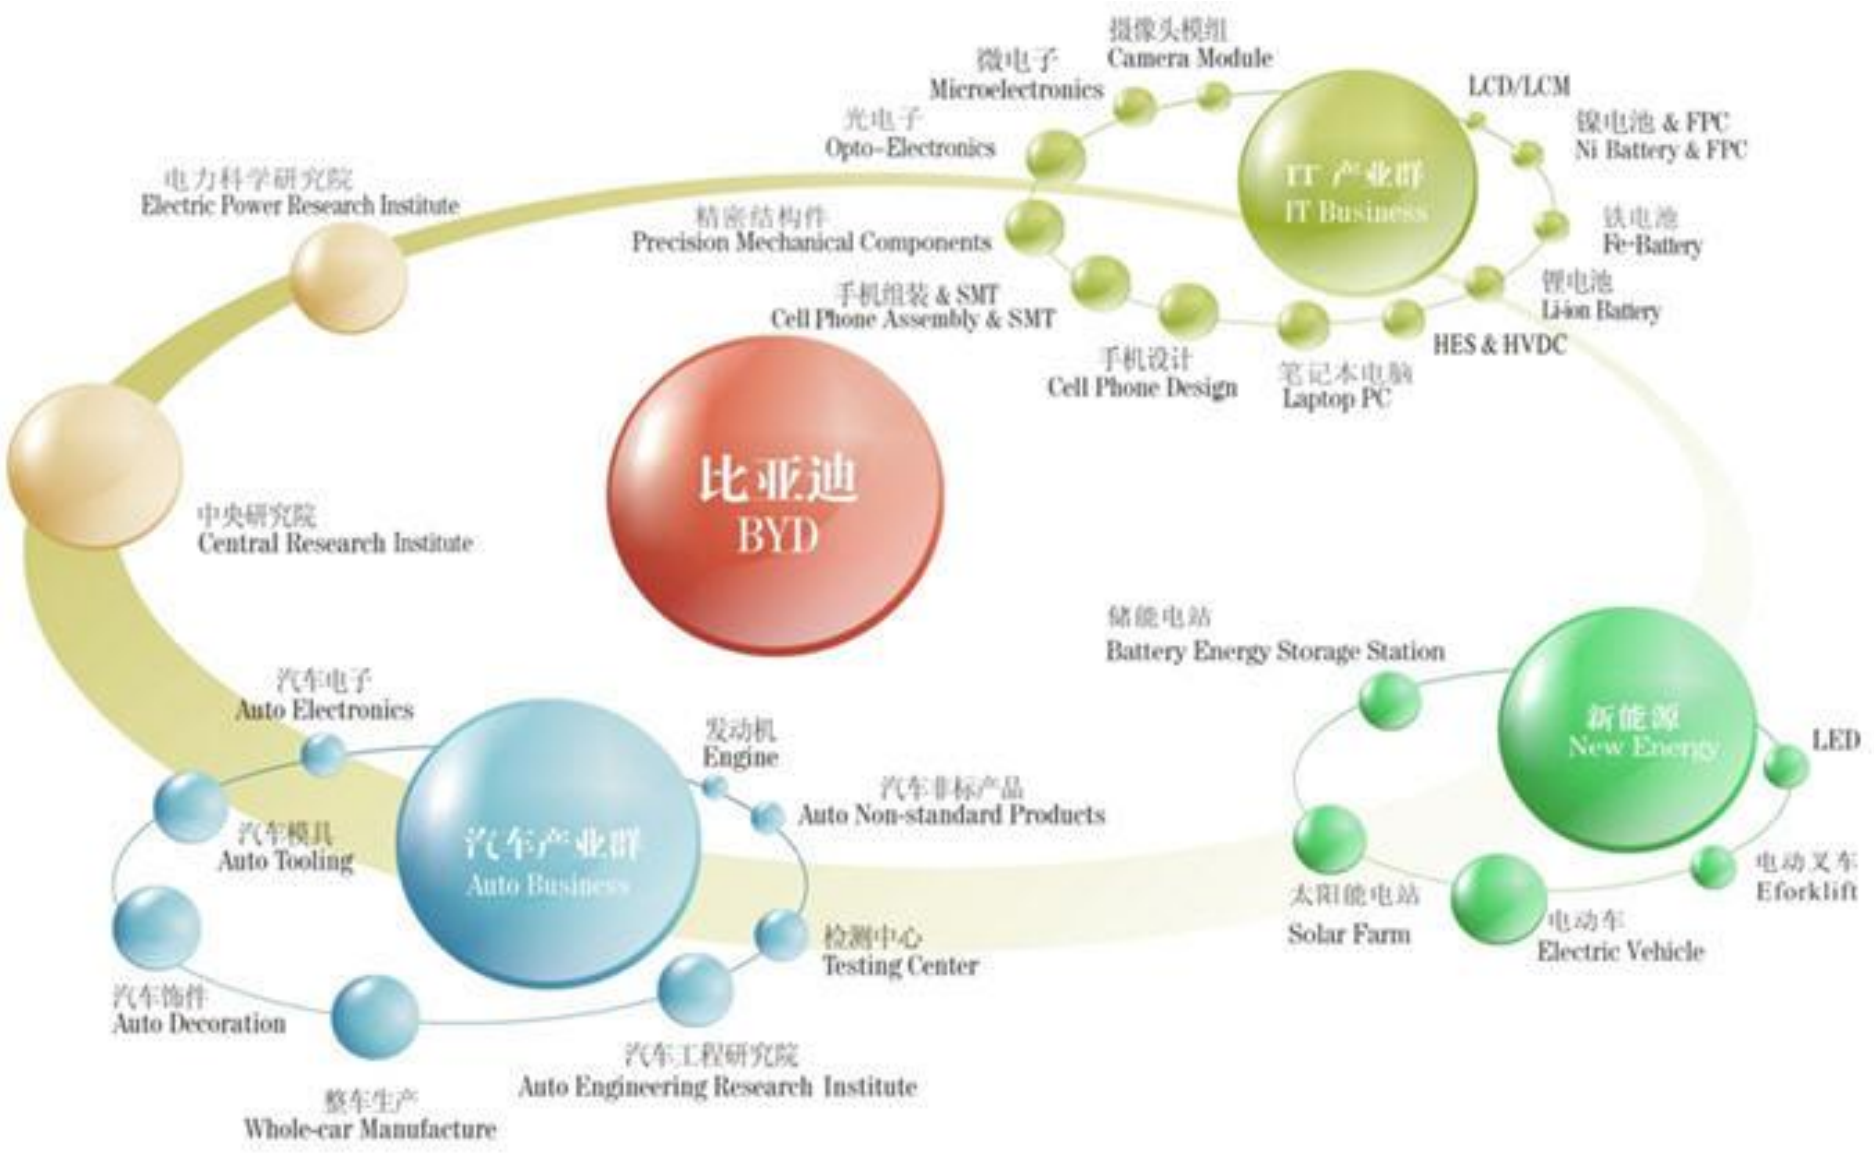 摄像头模组
Camera Module
微电子
Microelectronics
LCD/LCM
光电子
Opto-Electronics
镍电池 & FPC
Ni Battery & FPC
电力科学研究院
Electric Power Research Institute
IT 产业群
IT Business
精密结构件
Precision Mechanical Components
铁电池
Fe-Battery
手机组装 & SMT
Cell Phone Assembly & SMT
锂电池
Li-ion Battery
HES & HVDC
手机设计
Cell Phone Design
笔记本电脑
Laptop PC
比亚迪
BYD
中央研究院
Central Research Institute
储能电站
Battery Energy Storage Station
新能源
New Energy
LED
汽车电子
Auto Electronics
发动机
Engine
汽车非标产品
Auto Non-standard Products
汽车模具
Auto Tooling
汽车产业群
Auto Business
太阳能电站
Solar Farm
电动叉车
Eforklift
电动车
Electric Vehicle
检测中心
Testing Center
汽车饰件
Auto Decoration
汽车工程研究院
Auto Engineering Research Institute
整车生产
Whole-car Manufacture